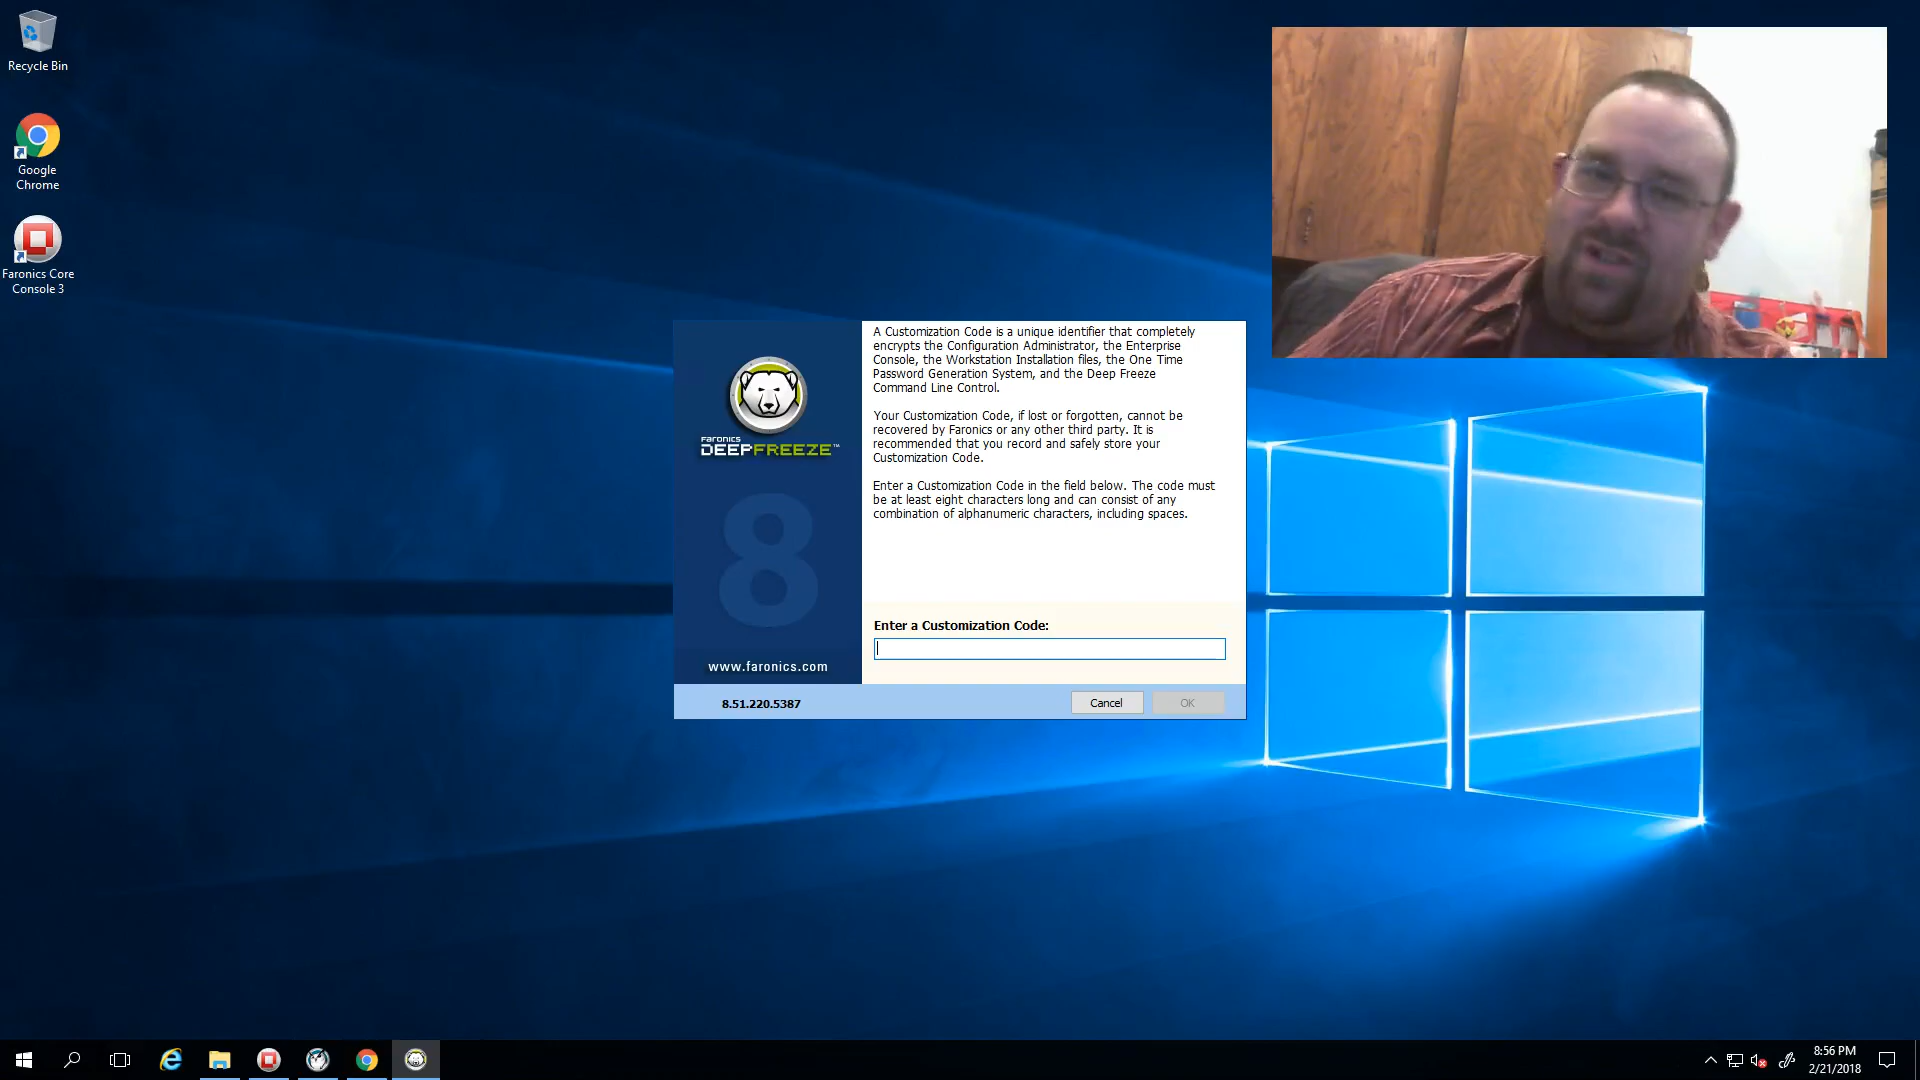 Recycle Bin
Google
Chrome
Faronics Core
Console 3
A Customization Code is a unique identifier that completely
encrypts the Configuration Administrator, the Enterprise
Console, the Workstation Installation files, the One Time
Password Generation System, and the Deep Freeze
Command Line Control.
Your Customization Code, if lost or forgotten, cannot be
recovered by Faronics or any other third party. It is
recommended that you record and safely store your
Customization Code.
Enter a Customization Code in the field below. The code must
be at least eight characters long and can consist of any
combination of alphanumeric characters, including spaces.
FARONICS
DEEPFREEZE™
8
www.faronics.com
Enter a Customization Code:
8.51.220.5387
Cancel
OK
8:56 PM
2/21/2018